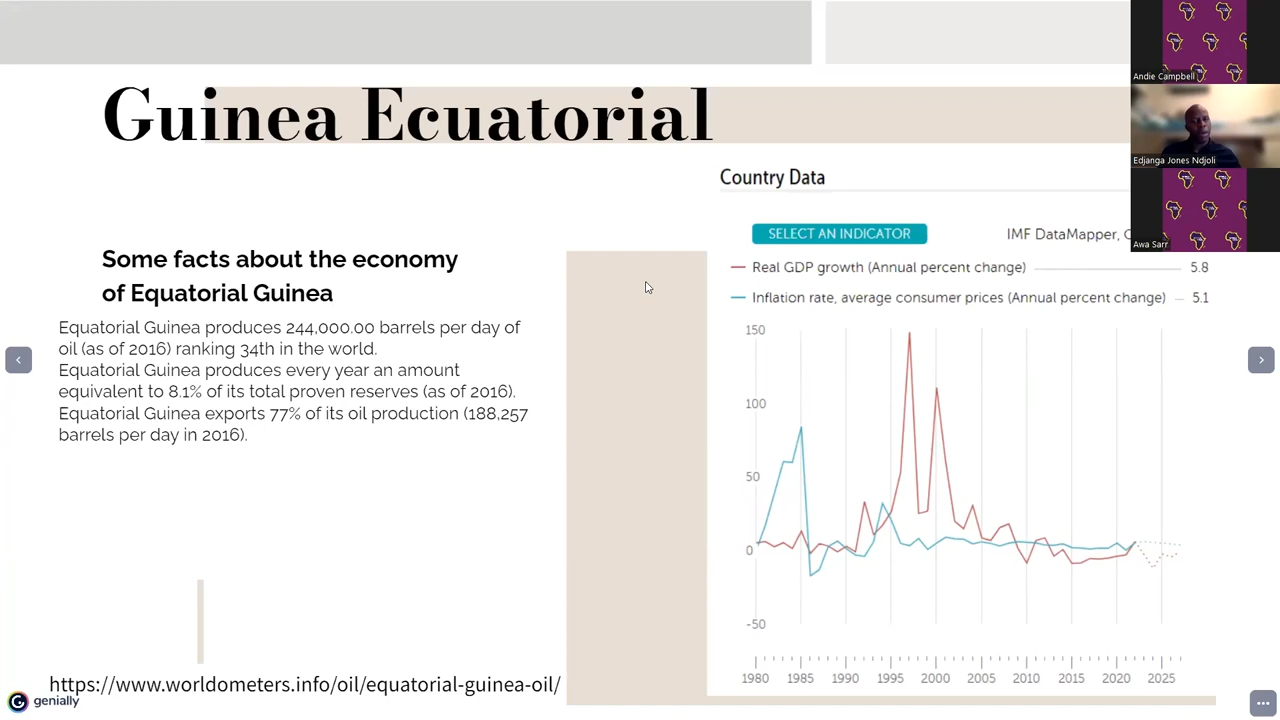 Guinea Ecuatorial
Andie Campbell
Edjanga Jones Ndjoli
Awa Sarr
Some facts about the economy
of Equatorial Guinea
Equatorial Guinea produces 244,000.00 barrels per day of
oil (as of 2016) ranking 34th in the world.
Equatorial Guinea produces every year an amount
equivalent to 8.1% of its total proven reserves (as of 2016).
Equatorial Guinea exports 77% of its oil production (188,257
barrels per day in 2016).
https://www.worldometers.info/oil/equatorial-guinea-oil/
genially
Country Data
SELECT AN INDICATOR
IMF DataMapper,
Real GDP growth (Annual percent change) 5.8
Inflation rate, average consumer prices (Annual percent change) 5.1
150
100
50
0
-50
1980 1985 1990 1995 2000 2005 2010 2015 2020 2025